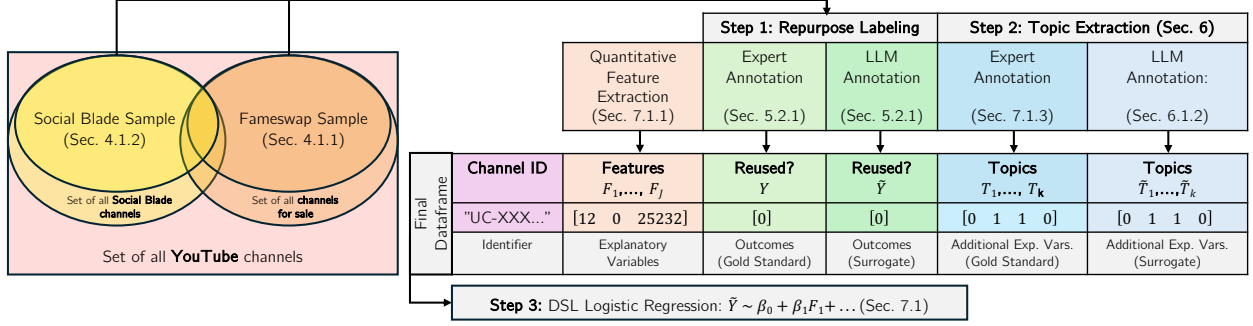 Step 1: Repurpose Labeling
Step 2: Topic Extraction (Sec. 6)
Quantitative
Feature
Extraction
(Sec. 7.1.1)
Expert
Annotation
(Sec. 5.2.1)
LLM
Annotation
(Sec. 5.2.1)
Expert
Annotation
(Sec. 7.1.3)
LLM
Annotation:
(Sec. 6.1.2)
Social Blade Sample
(Sec. 4.1.2)
Fameswap Sample
(Sec. 4.1.1)
Set of all Social Blade
channels
Set of all channels
for sale
Set of all YouTube channels
Final
Dataframe
Channel ID
Features
F₁,..., F_J
Reused?
Y
Reused?
Ỹ
Topics
T₁,..., T_k
Topics
T̃₁,...,T̃_k
"UC-XXX..."
[12 0 25232]
[0]
[0]
[0 1 1 0]
[0 1 1 0]
Identifier
Explanatory
Variables
Outcomes
(Gold Standard)
Outcomes
(Surrogate)
Additional Exp. Vars.
(Gold Standard)
Additional Exp. Vars.
(Surrogate)
Step 3: DSL Logistic Regression: Ỹ ~ β₀ + β₁F₁+ ... (Sec. 7.1)